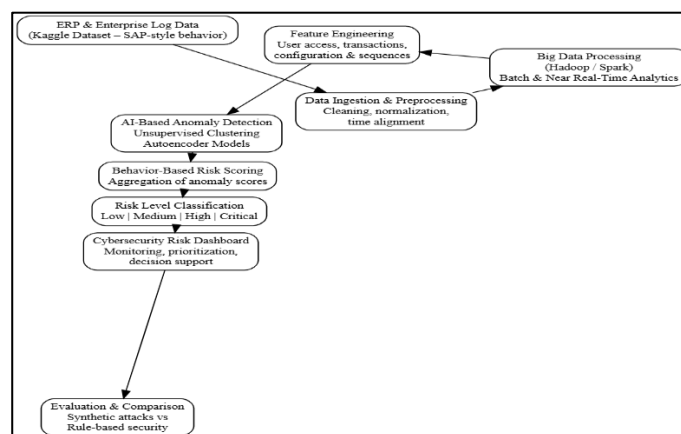 ERP & Enterprise Log Data
(Kaggle Dataset – SAP-style behavior)
Feature Engineering
User access, transactions,
configuration & sequences
Big Data Processing
(Hadoop / Spark)
Batch & Near Real-Time Analytics
Data Ingestion & Preprocessing
Cleaning, normalization,
time alignment
AI-Based Anomaly Detection
Unsupervised Clustering
Autoencoder Models
Behavior-Based Risk Scoring
Aggregation of anomaly scores
Risk Level Classification
Low | Medium | High | Critical
Cybersecurity Risk Dashboard
Monitoring, prioritization,
decision support
Evaluation & Comparison
Synthetic attacks vs
Rule-based security